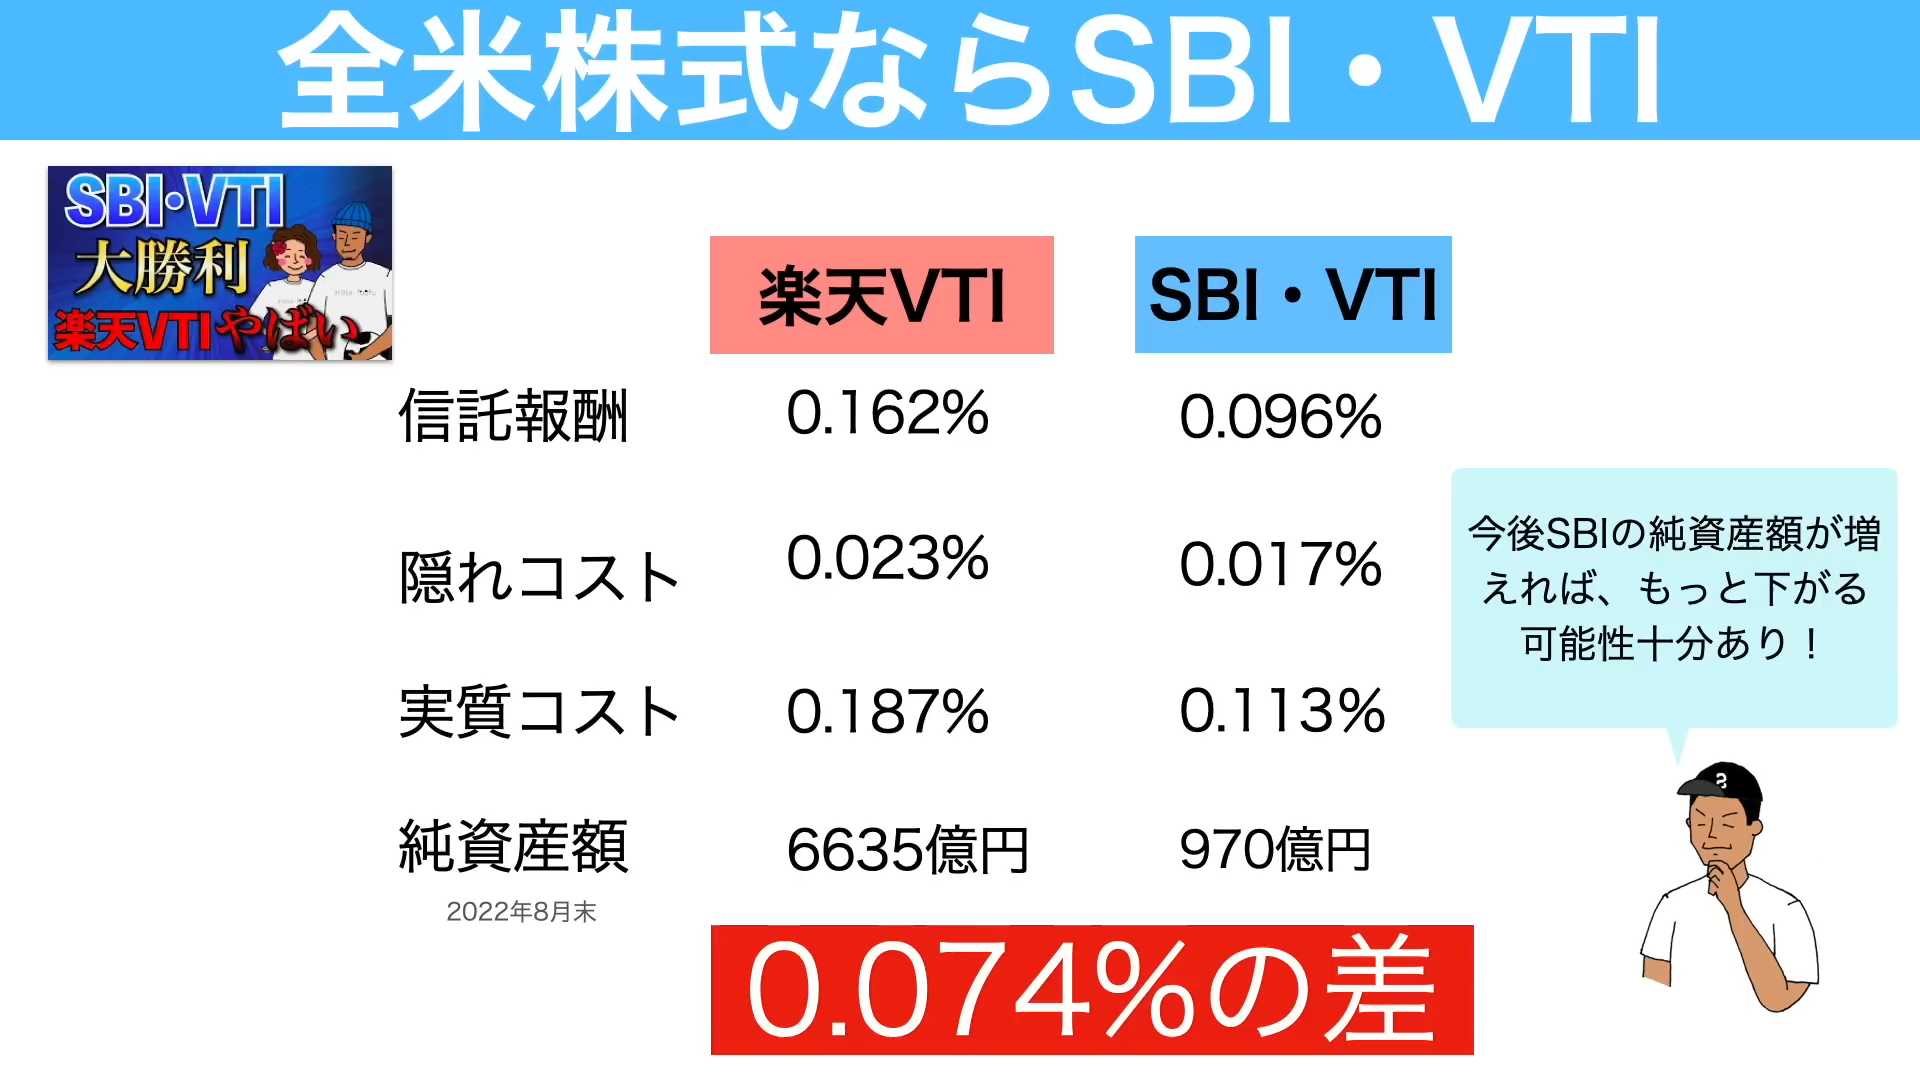 全米株式ならSBI・VTI
SBI・VTI
大勝利
楽天VTIやばい
楽天VTI
SBI・VTI
信託報酬
0.162%
0.096%
隠れコスト
0.023%
0.017%
実質コスト
0.187%
0.113%
純資産額
6635億円
970億円
2022年8月末
0.074%の差
今後SBIの純資産額が増
えれば、もっと下がる
可能性十分あり！